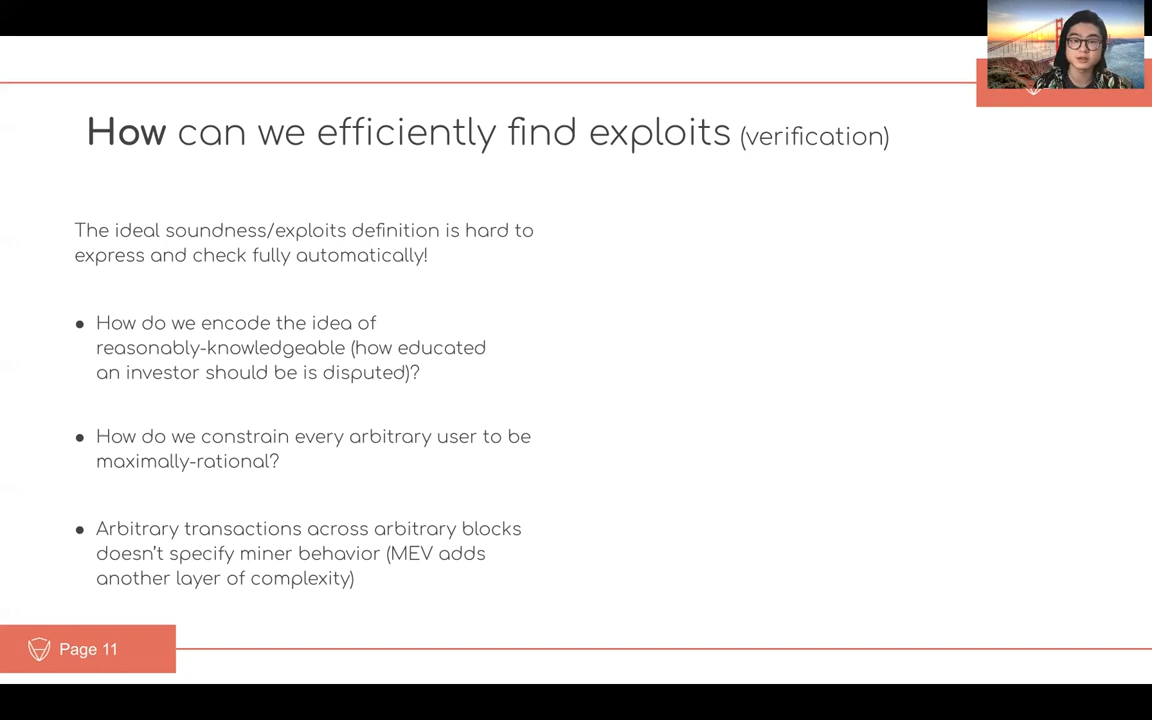 How can we efficiently find exploits (verification)
The ideal soundness/exploits definition is hard to
express and check fully automatically!
● How do we encode the idea of
reasonably-knowledgeable (how educated
an investor should be is disputed)?
● How do we constrain every arbitrary user to be
maximally-rational?
● Arbitrary transactions across arbitrary blocks
doesn't specify miner behavior (MEV adds
another layer of complexity)
Page 11